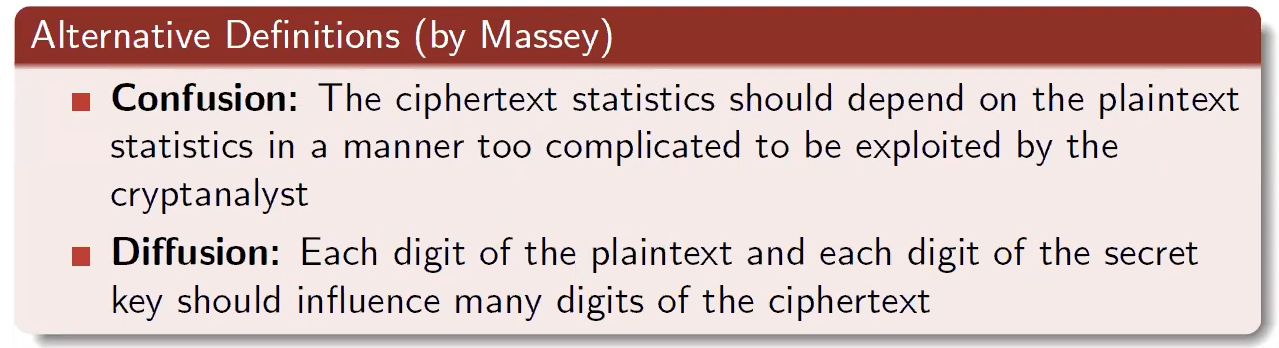 Alternative Definitions (by Massey)
Confusion: The ciphertext statistics should depend on the plaintext
statistics in a manner too complicated to be exploited by the
cryptanalyst
Diffusion: Each digit of the plaintext and each digit of the secret
key should influence many digits of the ciphertext